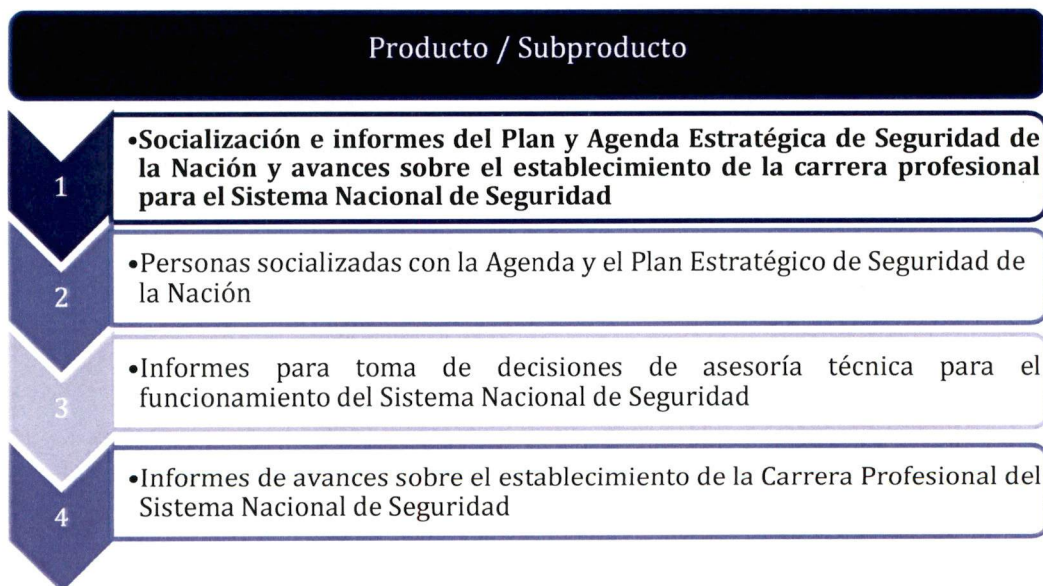 Producto / Subproducto
1
•Socialización e informes del Plan y Agenda Estratégica de Seguridad de
la Nación y avances sobre el establecimiento de la carrera profesional
para el Sistema Nacional de Seguridad
2
•Personas socializadas con la Agenda y el Plan Estratégico de Seguridad de
la Nación
3
•Informes para toma de decisiones de asesoría técnica para el
funcionamiento del Sistema Nacional de Seguridad
4
•Informes de avances sobre el establecimiento de la Carrera Profesional del
Sistema Nacional de Seguridad